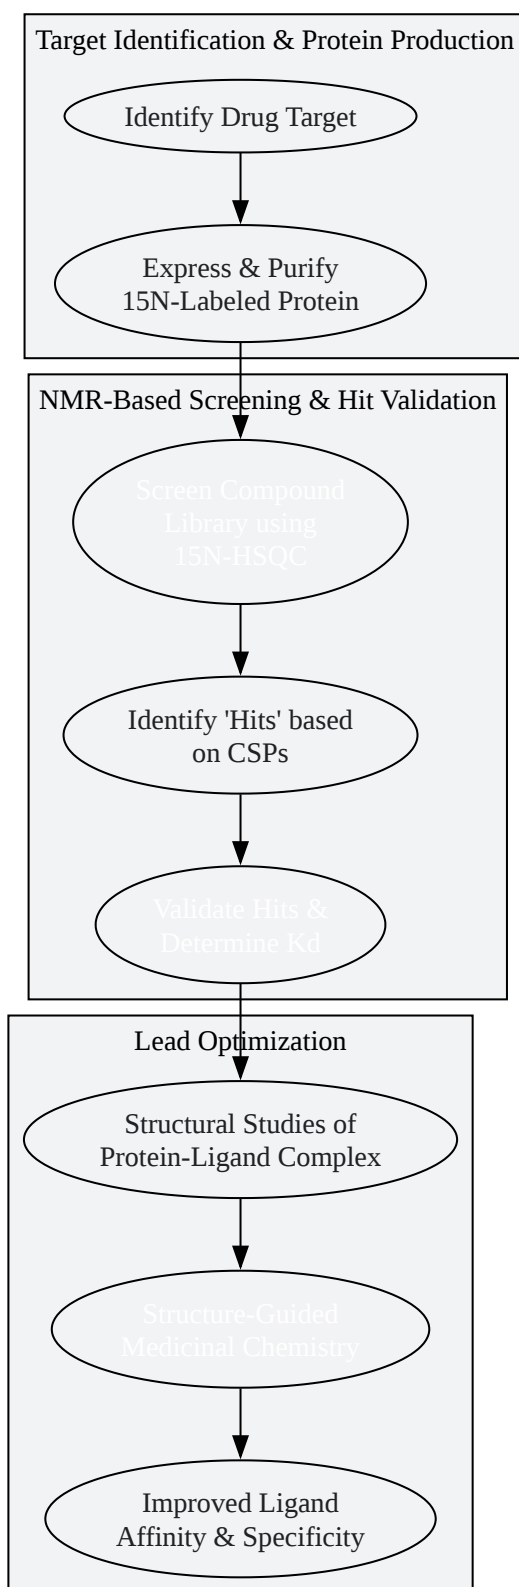 Target Identification & Protein Production
Identify Drug Target
Express & Purify
15N-Labeled Protein
NMR-Based Screening & Hit Validation
Screen Compound
Library using
15N-HSQC
Identify 'Hits' based
on CSPs
Validate Hits &
Determine Kd
Lead Optimization
Structural Studies of
Protein-Ligand Complex
Structure-Guided
Medicinal Chemistry
Improved Ligand
Affinity & Specificity